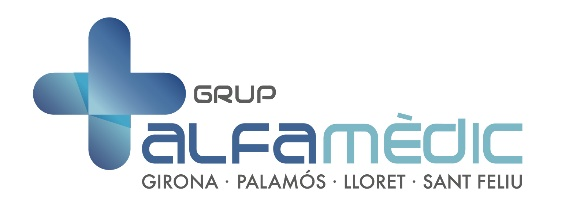 GRUP
ALFAMÈDIC
GIRONA · PALAMÓS · LLORET · SANT FELIU